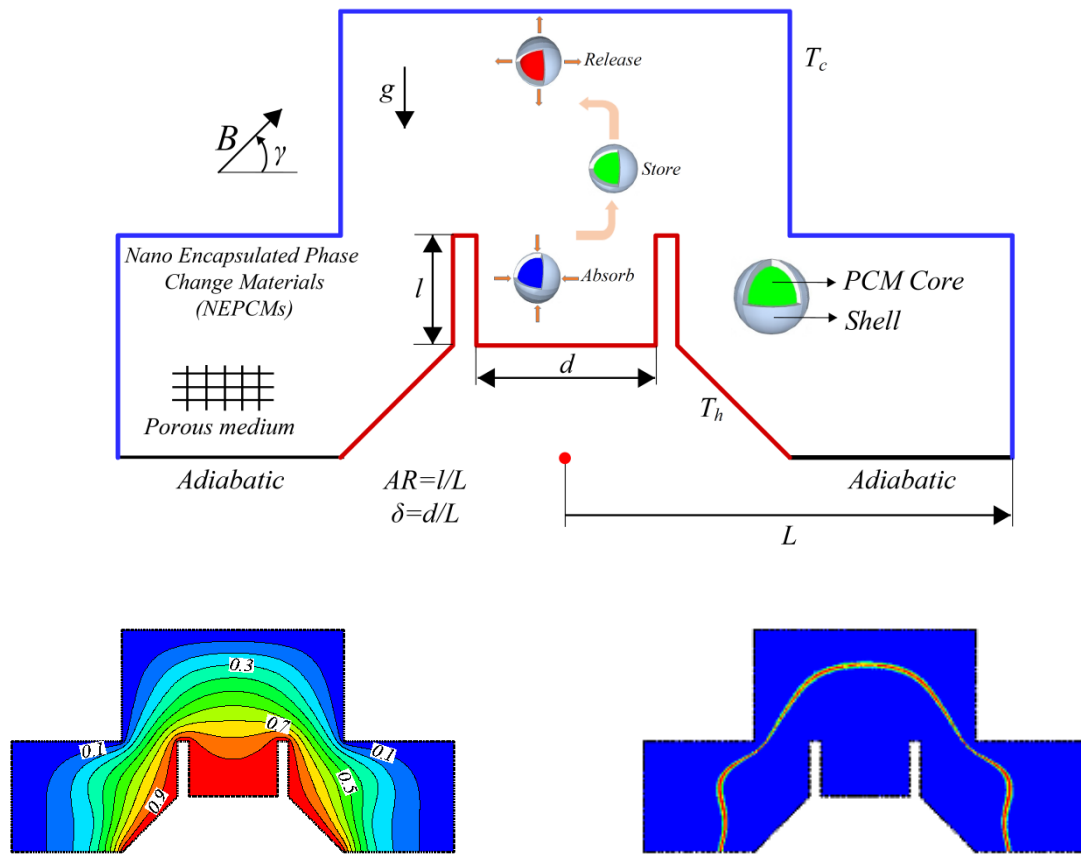 Release
T_c
g
B
γ
Store
Nano Encapsulated Phase
Change Materials
(NEPCMs)
l
Absorb
PCM Core
Shell
d
T_h
Porous medium
Adiabatic
AR=l/L
δ=d/L
Adiabatic
L
0.3
0.7
0.1
0.1
0.5
0.9